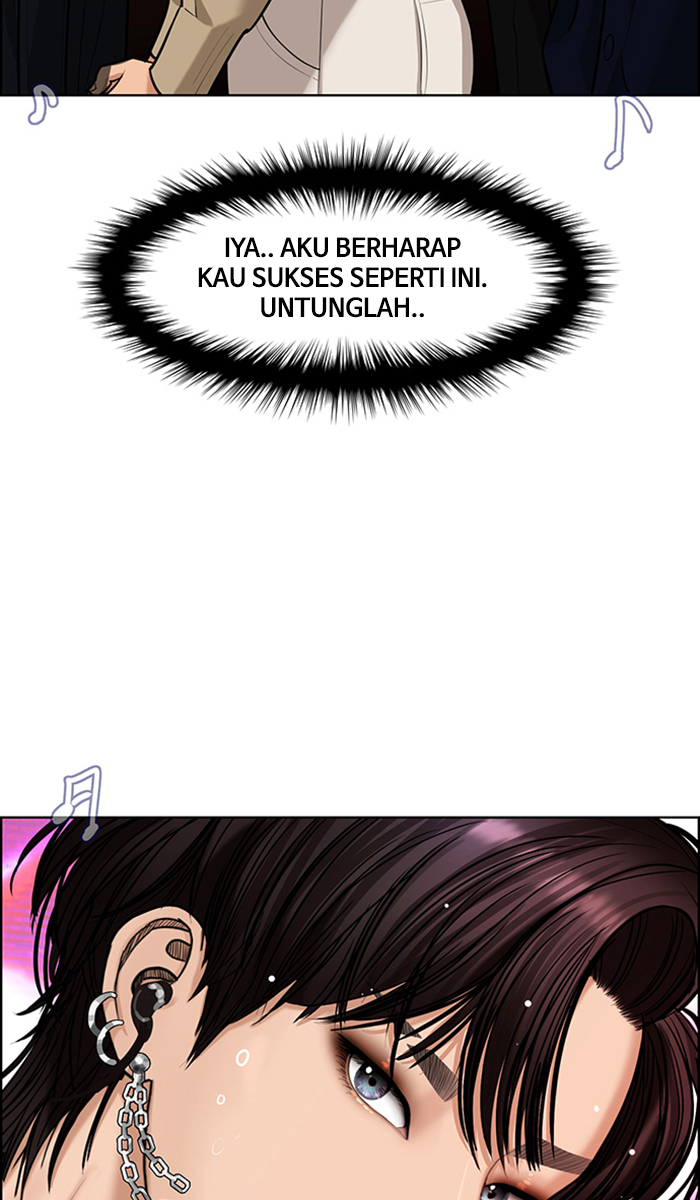 IYA.. AKU BERHARAP
KAU SUKSES SEPERTI INI.
UNTUNGLAH..